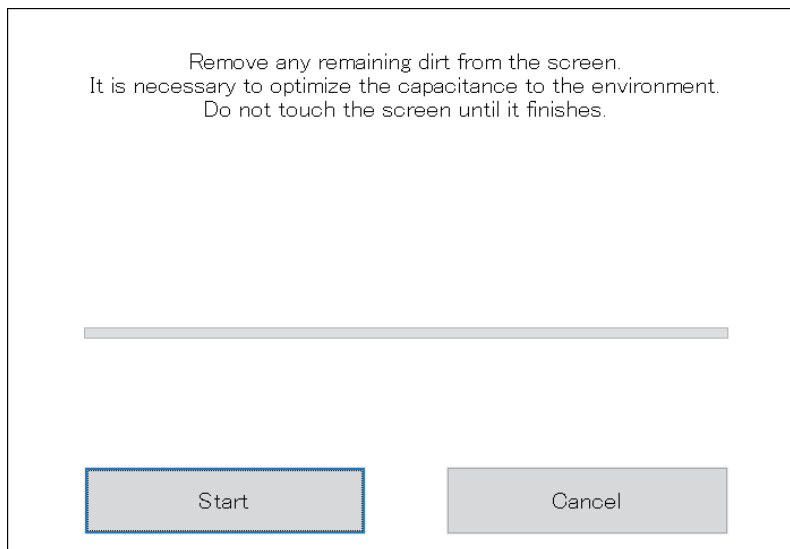 Remove any remaining dirt from the screen.
It is necessary to optimize the capacitance to the environment.
Do not touch the screen until it finishes.
Start
Cancel